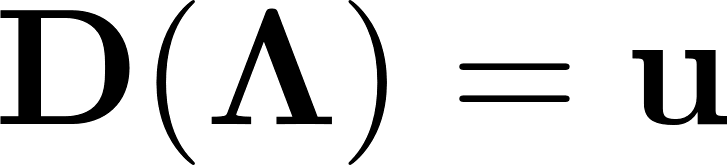 𝐃(𝚲) = 𝐮